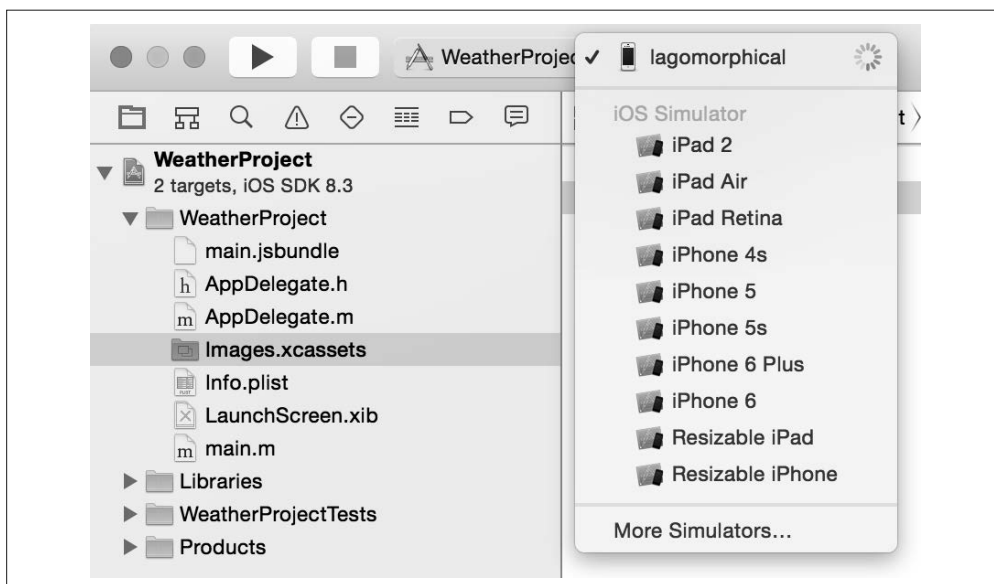 WeatherProjec
lagomorphical
iOS Simulator
t
iPad 2
iPad Air
iPad Retina
iPhone 4s
iPhone 5
iPhone 5s
iPhone 6 Plus
iPhone 6
Resizable iPad
Resizable iPhone
More Simulators...
WeatherProject
2 targets, iOS SDK 8.3
WeatherProject
main.jsbundle
h AppDelegate.h
m AppDelegate.m
Images.xcassets
Info.plist
LaunchScreen.xib
m main.m
Libraries
WeatherProjectTests
Products